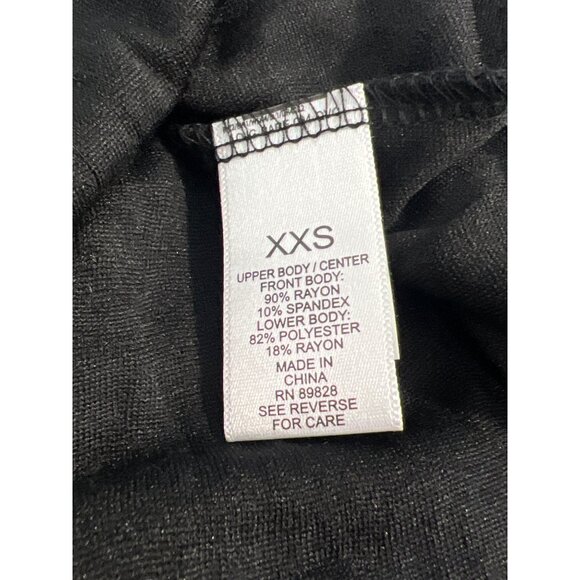 XXS
UPPER BODY / CENTER
FRONT BODY:
90% RAYON
10% SPANDEX
LOWER BODY:
82% POLYESTER
18% RAYON
MADE IN
CHINA
RN 89828
SEE REVERSE
FOR CARE